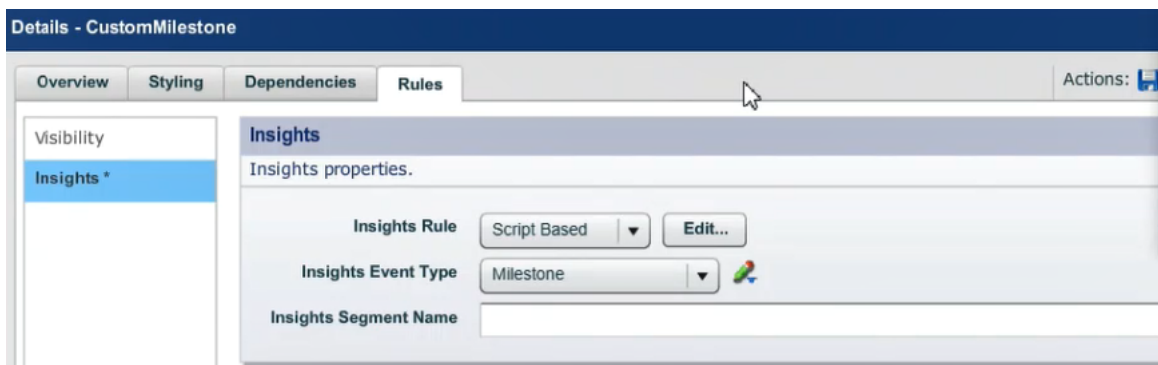 Details - CustomMilestone
Overview Styling Dependencies Rules Actions:
Visibility
Insights *
Insights
Insights properties.
Insights Rule Script Based Edit...
Insights Event Type Milestone
Insights Segment Name